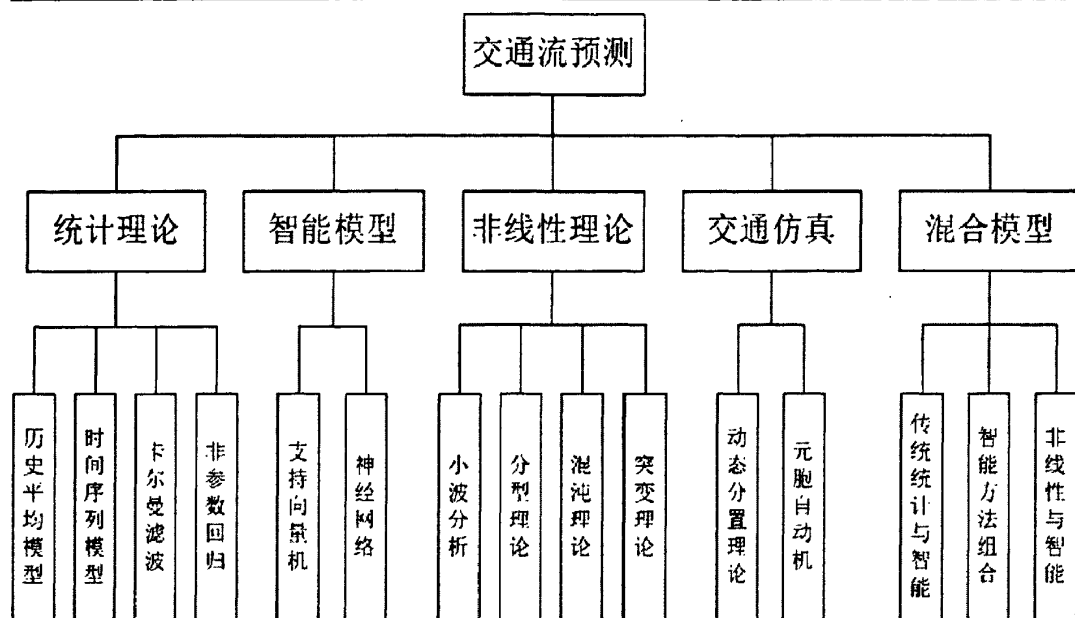 交通流预测
统计理论
智能模型
非线性理论
交通仿真
混合模型
历史平均模型
时间序列模型
卡尔曼滤波
非参数回归
支持向量机
神经网络
小波分析
分型理论
混沌理论
突变理论
动态分置理论
元胞自动机
传统统计与智能
智能方法组合
非线性与智能